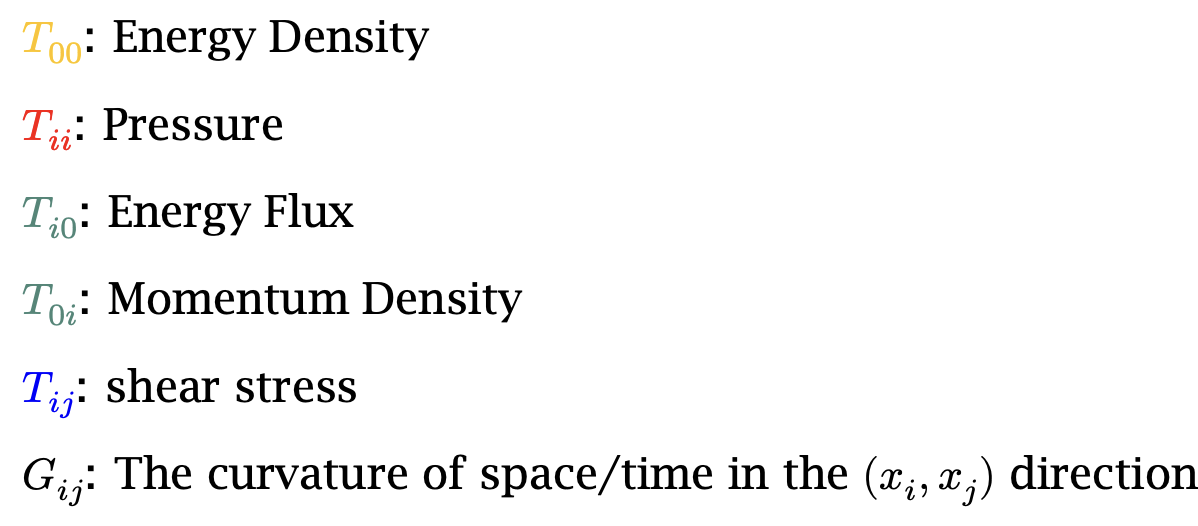 T₀₀: Energy Density
Tᵢᵢ: Pressure
Tᵢ₀: Energy Flux
T₀ᵢ: Momentum Density
Tᵢⱼ: shear stress
Gᵢⱼ: The curvature of space/time in the (xᵢ, xⱼ) direction